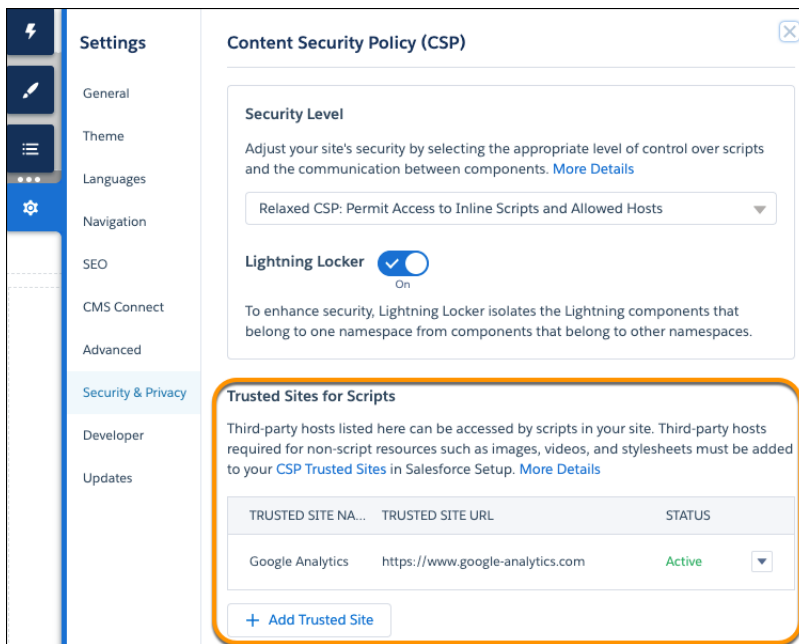 Settings
General
Theme
Languages
Navigation
SEO
CMS Connect
Advanced
Security & Privacy
Developer
Updates
Content Security Policy (CSP)
Security Level
Adjust your site's security by selecting the appropriate level of control over scripts
and the communication between components. More Details
Relaxed CSP: Permit Access to Inline Scripts and Allowed Hosts
Lightning Locker
On
To enhance security, Lightning Locker isolates the Lightning components that
belong to one namespace from components that belong to other namespaces.
Trusted Sites for Scripts
Third-party hosts listed here can be accessed by scripts in your site. Third-party hosts
required for non-script resources such as images, videos, and stylesheets must be added
to your CSP Trusted Sites in Salesforce Setup. More Details
TRUSTED SITE NA... TRUSTED SITE URL STATUS
Google Analytics https://www.google-analytics.com Active
+ Add Trusted Site